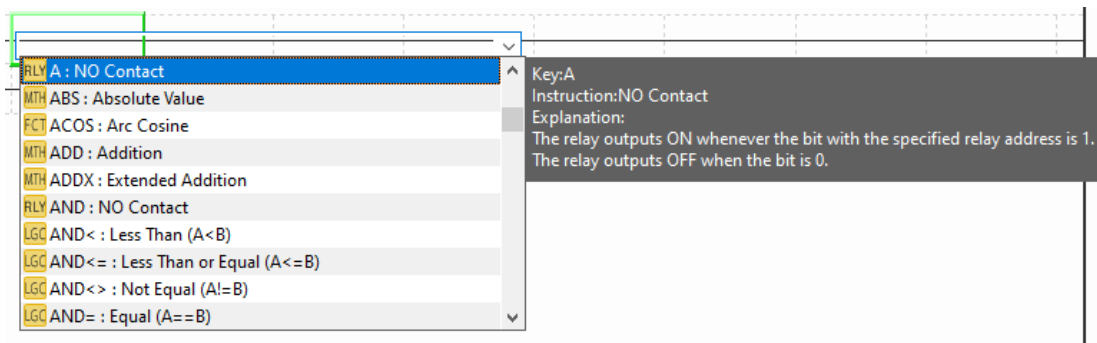 RLY A : NO Contact
MTH ABS : Absolute Value
FCT ACOS : Arc Cosine
MTH ADD : Addition
MTH ADDX : Extended Addition
RLY AND : NO Contact
LGC AND< : Less Than (A<B)
LGC AND<= : Less Than or Equal (A<=B)
LGC AND<> : Not Equal (A!=B)
LGC AND= : Equal (A==B)
Key:A
Instruction:NO Contact
Explanation:
The relay outputs ON whenever the bit with the specified relay address is 1.
The relay outputs OFF when the bit is 0.